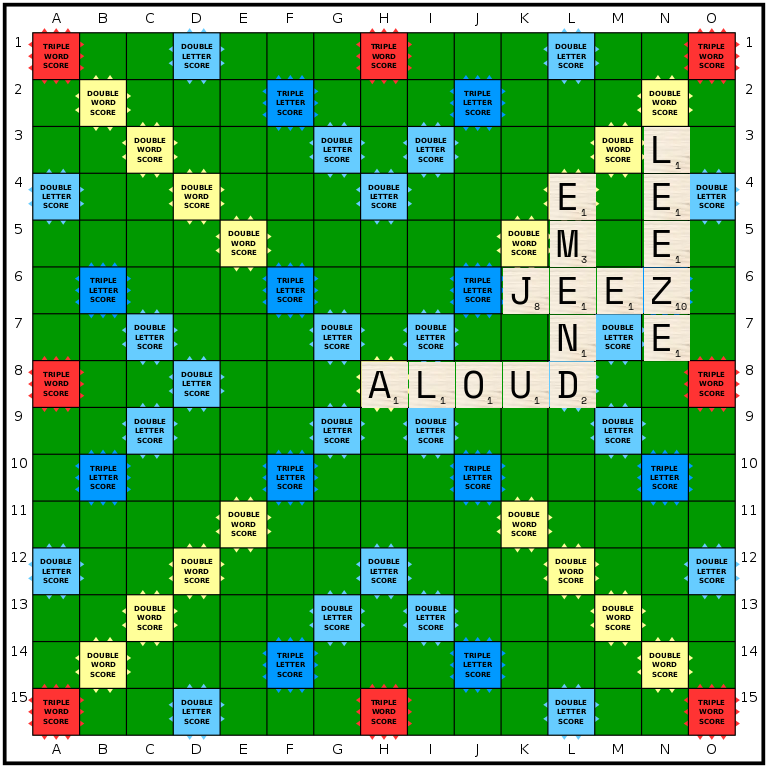 A B C D E F G H I J K L M N O
1 TRIPLE WORD SCORE DOUBLE LETTER SCORE TRIPLE WORD SCORE DOUBLE LETTER SCORE TRIPLE WORD SCORE 1
2 DOUBLE WORD SCORE TRIPLE LETTER SCORE TRIPLE LETTER SCORE DOUBLE WORD SCORE 2
3 DOUBLE WORD SCORE DOUBLE LETTER SCORE DOUBLE LETTER SCORE DOUBLE WORD SCORE L1 3
4 DOUBLE LETTER SCORE DOUBLE WORD SCORE DOUBLE LETTER SCORE E1 E1 DOUBLE LETTER SCORE 4
5 DOUBLE WORD SCORE DOUBLE WORD SCORE M3 E1 5
6 TRIPLE LETTER SCORE TRIPLE LETTER SCORE TRIPLE LETTER SCORE J8 E1 E1 Z10 6
7 DOUBLE LETTER SCORE DOUBLE LETTER SCORE DOUBLE LETTER SCORE N1 DOUBLE LETTER SCORE E1 7
8 TRIPLE WORD SCORE DOUBLE LETTER SCORE A1 L1 O1 U1 D2 TRIPLE WORD SCORE 8
9 DOUBLE LETTER SCORE DOUBLE LETTER SCORE DOUBLE LETTER SCORE DOUBLE LETTER SCORE 9
10 TRIPLE LETTER SCORE TRIPLE LETTER SCORE TRIPLE LETTER SCORE TRIPLE LETTER SCORE 10
11 DOUBLE WORD SCORE DOUBLE WORD SCORE 11
12 DOUBLE LETTER SCORE DOUBLE WORD SCORE DOUBLE LETTER SCORE DOUBLE WORD SCORE DOUBLE LETTER SCORE 12
13 DOUBLE WORD SCORE DOUBLE LETTER SCORE DOUBLE LETTER SCORE DOUBLE WORD SCORE 13
14 DOUBLE WORD SCORE TRIPLE LETTER SCORE TRIPLE LETTER SCORE DOUBLE WORD SCORE 14
15 TRIPLE WORD SCORE DOUBLE LETTER SCORE TRIPLE WORD SCORE DOUBLE LETTER SCORE TRIPLE WORD SCORE 15
A B C D E F G H I J K L M N O